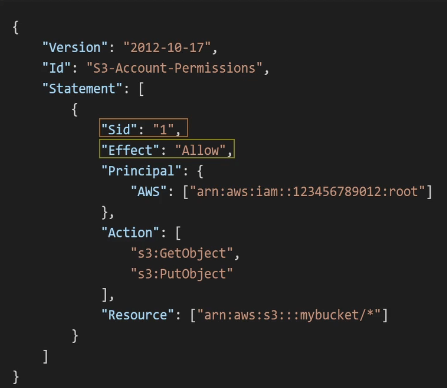 {
    "Version": "2012-10-17",
    "Id": "S3-Account-Permissions",
    "Statement": [
        {
            "Sid": "1",
            "Effect": "Allow",
            "Principal": {
                "AWS": ["arn:aws:iam::123456789012:root"]
            },
            "Action": [
                "s3:GetObject",
                "s3:PutObject"
            ],
            "Resource": ["arn:aws:s3:::mybucket/*"]
        }
    ]
}